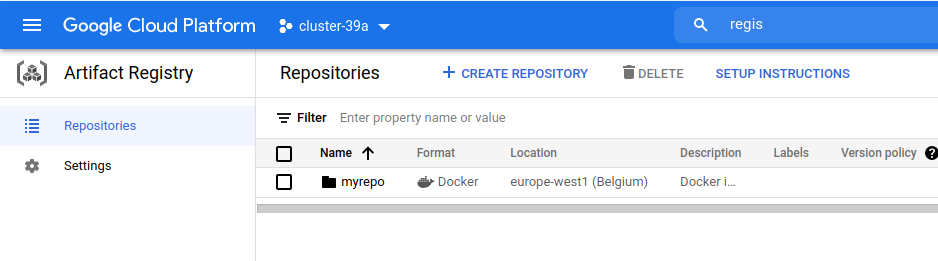 Google Cloud Platform cluster-39a regis
Artifact Registry Repositories CREATE REPOSITORY DELETE SETUP INSTRUCTIONS
Repositories Filter Enter property name or value
Settings Name Format Location Description Labels Version policy ?
myrepo Docker europe-west1 (Belgium) Docker i...